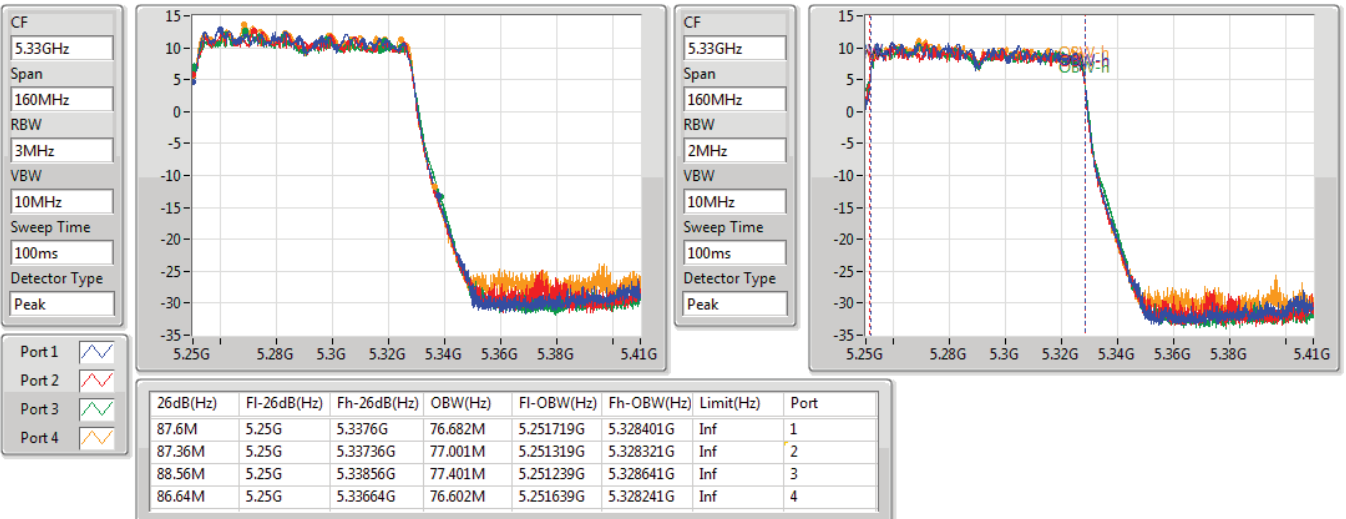 CF
5.33GHz
Span
160MHz
RBW
3MHz
VBW
10MHz
Sweep Time
100ms
Detector Type
Peak
15
10
5
0
-5
-10
-15
-20
-25
-30
-35
5.25G 5.28G 5.3G 5.32G 5.34G 5.36G 5.38G 5.41G
CF
5.33GHz
Span
160MHz
RBW
2MHz
VBW
10MHz
Sweep Time
100ms
Detector Type
Peak
15
10
5
0
-5
-10
-15
-20
-25
-30
-35
OBW-h
5.25G 5.28G 5.3G 5.32G 5.34G 5.36G 5.38G 5.41G
Port 1
Port 2
Port 3
Port 4
26dB(Hz) Fl-26dB(Hz) Fh-26dB(Hz) OBW(Hz) Fl-OBW(Hz) Fh-OBW(Hz) Limit(Hz) Port
87.6M 5.25G 5.3376G 76.682M 5.251719G 5.328401G Inf 1
87.36M 5.25G 5.33736G 77.001M 5.251319G 5.328321G Inf 2
88.56M 5.25G 5.33856G 77.401M 5.251239G 5.328641G Inf 3
86.64M 5.25G 5.33664G 76.602M 5.251639G 5.328241G Inf 4